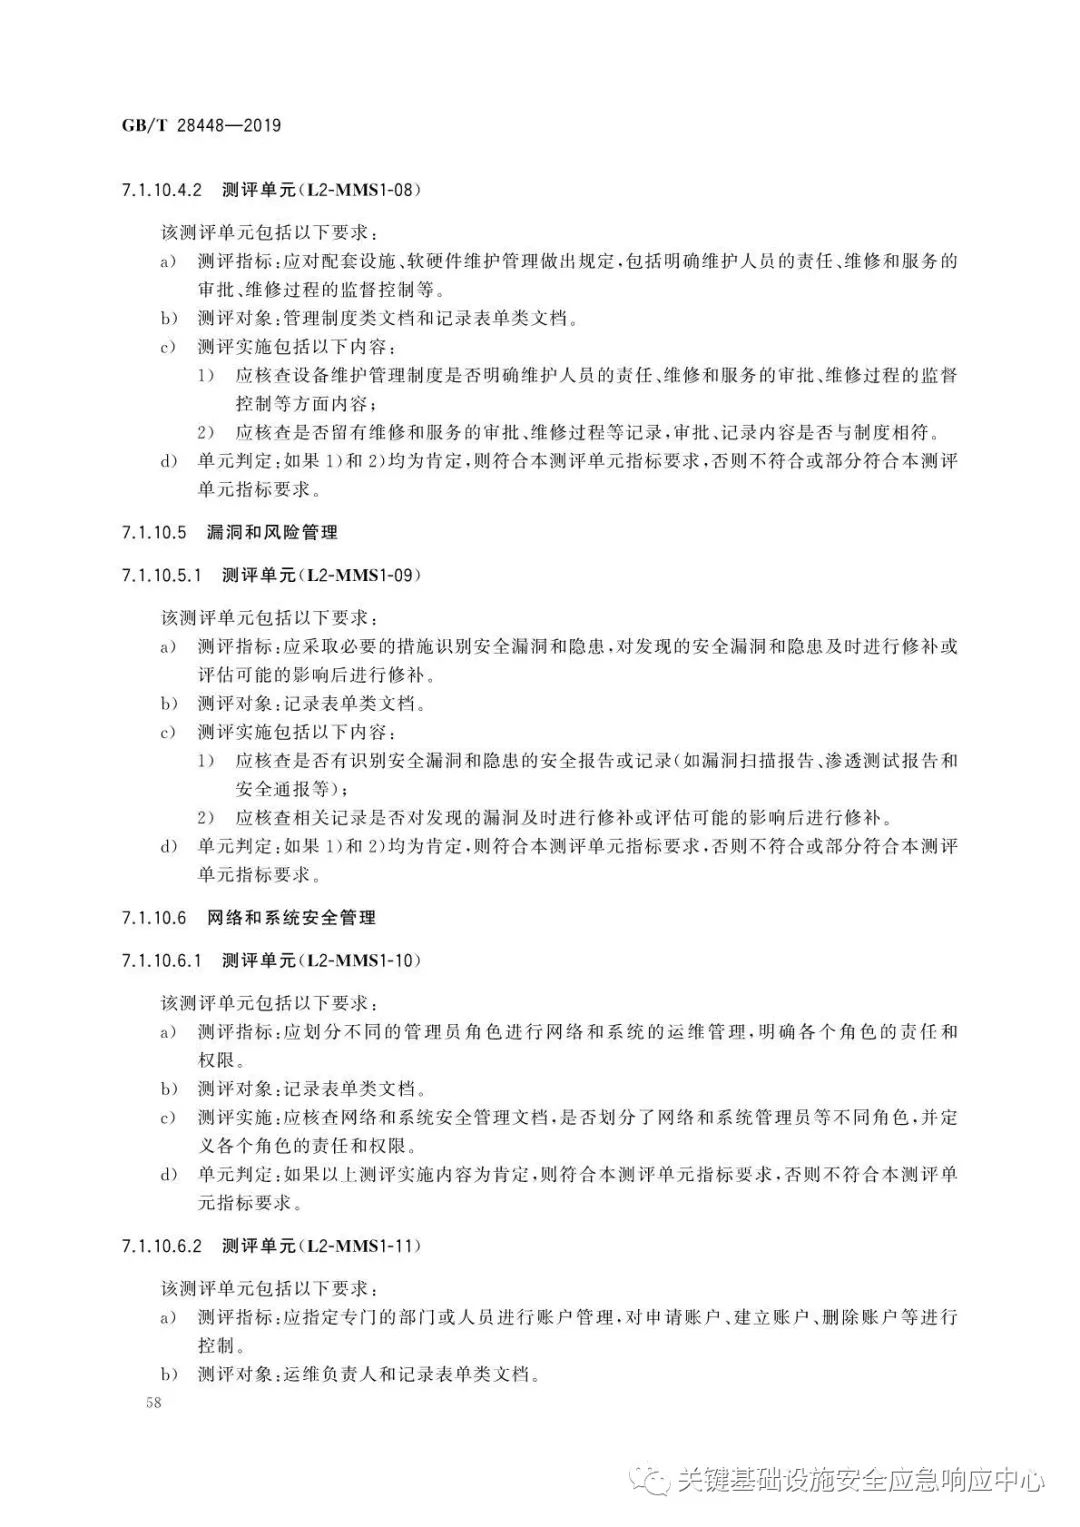 GB/T 28448—2019
7.1.10.4.2 测评单元(L2-MMS1-08)
该测评单元包括以下要求:
a) 测评指标:应对配套设施、软硬件维护管理做出规定,包括明确维护人员的责任、维修和服务的
审批、维修过程的监督控制等。
b) 测评对象:管理制度类文档和记录表单类文档。
c) 测评实施包括以下内容:
1) 应核查设备维护管理制度是否明确维护人员的责任、维修和服务的审批、维修过程的监督
控制等方面内容;
2) 应核查是否留有维修和服务的审批、维修过程等记录,审批、记录内容是否与制度相符。
d) 单元判定:如果1)和2)均为肯定,则符合本测评单元指标要求,否则不符合或部分符合本测评
单元指标要求。
7.1.10.5 漏洞和风险管理
7.1.10.5.1 测评单元(L2-MMS1-09)
该测评单元包括以下要求:
a) 测评指标:应采取必要的措施识别安全漏洞和隐患,对发现的安全漏洞和隐患及时进行修补或
评估可能的影响后进行修补。
b) 测评对象:记录表单类文档。
c) 测评实施包括以下内容:
1) 应核查是否有识别安全漏洞和隐患的安全报告或记录(如漏洞扫描报告、渗透测试报告和
安全通报等);
2) 应核查相关记录是否对发现的漏洞及时进行修补或评估可能的影响后进行修补。
d) 单元判定:如果1)和2)均为肯定,则符合本测评单元指标要求,否则不符合或部分符合本测评
单元指标要求。
7.1.10.6 网络和系统安全管理
7.1.10.6.1 测评单元(L2-MMS1-10)
该测评单元包括以下要求:
a) 测评指标:应划分不同的管理员角色进行网络和系统的运维管理,明确各个角色的责任和
权限。
b) 测评对象:记录表单类文档。
c) 测评实施:应核查网络和系统安全管理文档,是否划分了网络和系统管理员等不同角色,并定
义各个角色的责任和权限。
d) 单元判定:如果以上测评实施内容为肯定,则符合本测评单元指标要求,否则不符合本测评单
元指标要求。
7.1.10.6.2 测评单元(L2-MMS1-11)
该测评单元包括以下要求:
a) 测评指标:应指定专门的部门或人员进行账户管理,对申请账户、建立账户、删除账户等进行
控制。
b) 测评对象:运维负责人和记录表单类文档。
58
关键基础设施安全应急响应中心